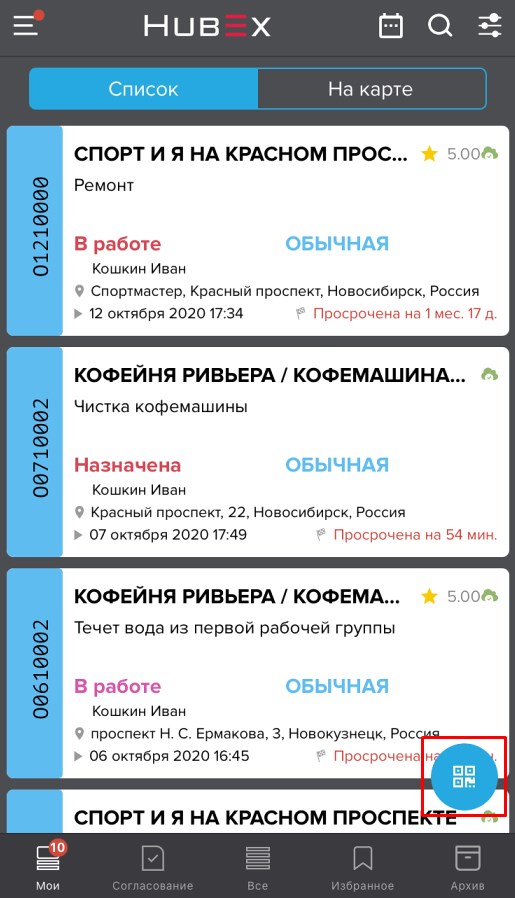 HubEx
Список
На карте
О1210000
СПОРТ И Я НА КРАСНОМ ПРОС...
5.00
Ремонт
В работе
ОБЫЧНАЯ
Кошкин Иван
Спортмастер, Красный проспект, Новосибирск, Россия
12 октября 2020 17:34
Просрочена на 1 мес. 17 д.
О0710002
КОФЕЙНЯ РИВЬЕРА / КОФЕМАШИНА...
Чистка кофемашины
Назначена
ОБЫЧНАЯ
Кошкин Иван
Красный проспект, 22, Новосибирск, Россия
07 октября 2020 17:49
Просрочена на 54 мин.
О0610002
КОФЕЙНЯ РИВЬЕРА / КОФЕМА...
5.00
Течет вода из первой рабочей группы
В работе
ОБЫЧНАЯ
Кошкин Иван
проспект Н. С. Ермакова, 3, Новокузнецк, Россия
06 октября 2020 16:45
Просрочена на
СПОРТ И Я НА КРАСНОМ ПРОСПЕКТЕ
10
Мои
Согласование
Все
Избранное
Архив